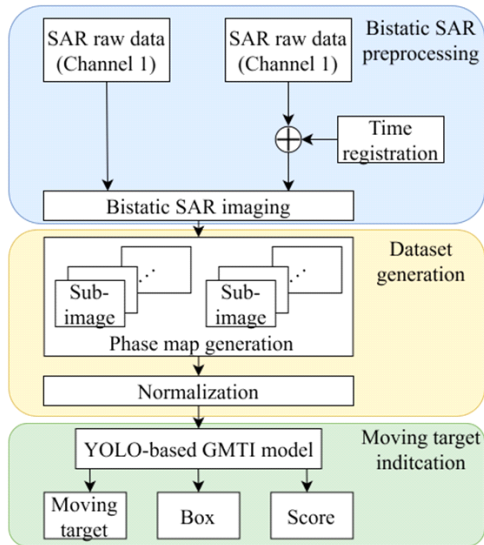 SAR raw data
(Channel 1)
SAR raw data
(Channel 1)
Bistatic SAR
preprocessing
Time
registration
Bistatic SAR imaging
Dataset
generation
Sub-
image
Sub-
image
Phase map generation
Normalization
Moving target
inditcation
YOLO-based GMTI model
Moving
target
Box
Score